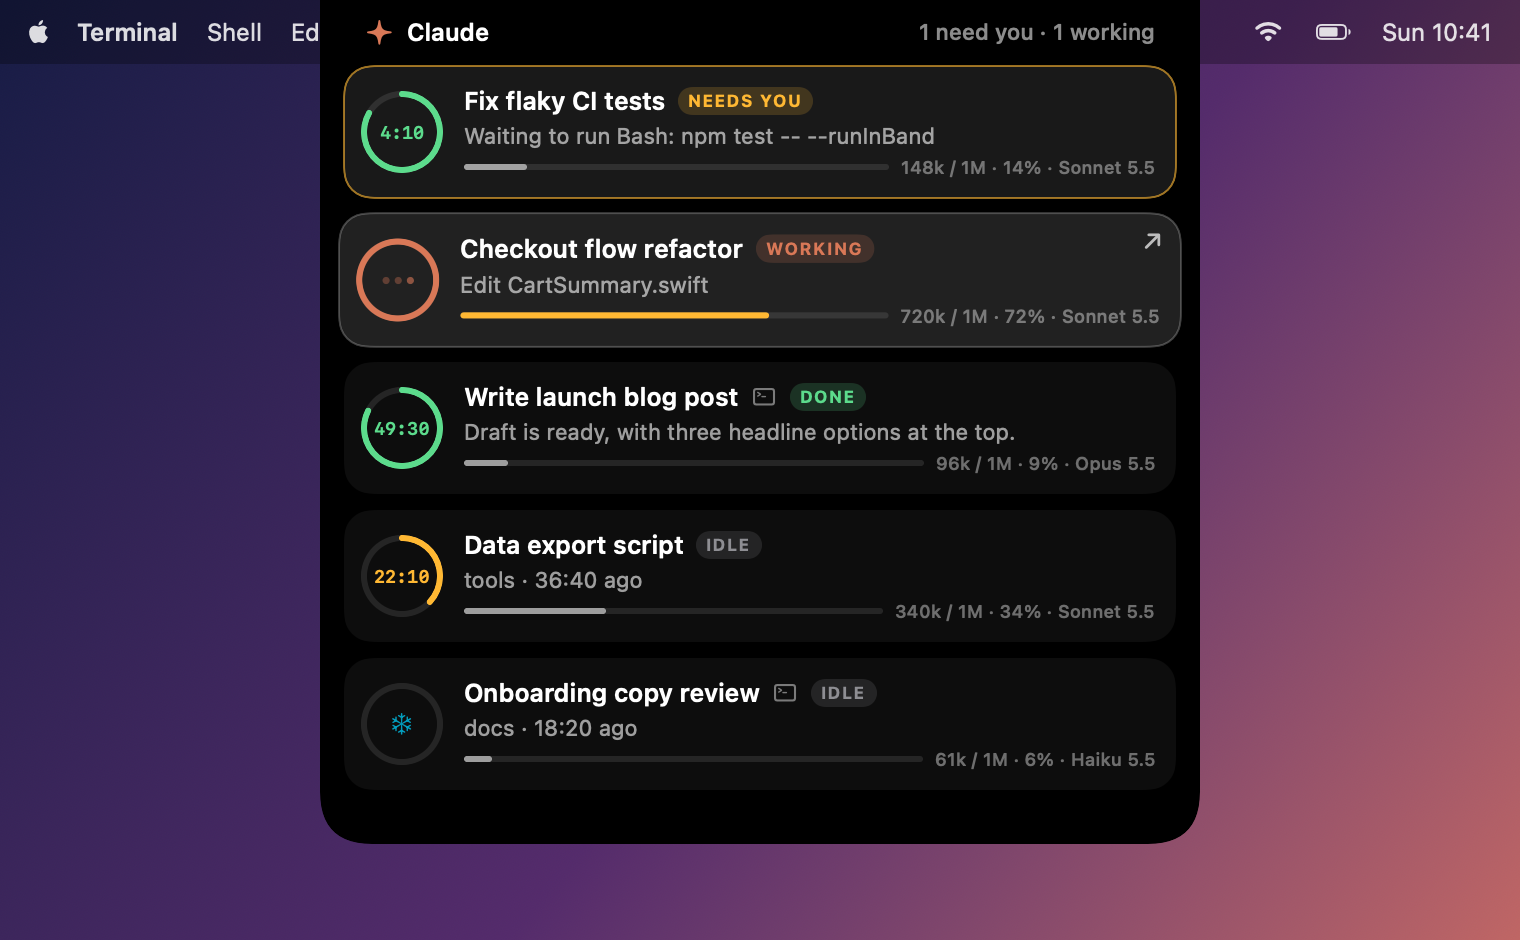 Terminal Shell Ed
Claude
1 need you · 1 working
Sun 10:41
4:10
Fix flaky CI tests NEEDS YOU
Waiting to run Bash: npm test -- --runInBand
148k / 1M · 14% · Sonnet 5.5
Checkout flow refactor WORKING
Edit CartSummary.swift
720k / 1M · 72% · Sonnet 5.5
49:30
Write launch blog post DONE
Draft is ready, with three headline options at the top.
96k / 1M · 9% · Opus 5.5
22:10
Data export script IDLE
tools · 36:40 ago
340k / 1M · 34% · Sonnet 5.5
Onboarding copy review IDLE
docs · 18:20 ago
61k / 1M · 6% · Haiku 5.5